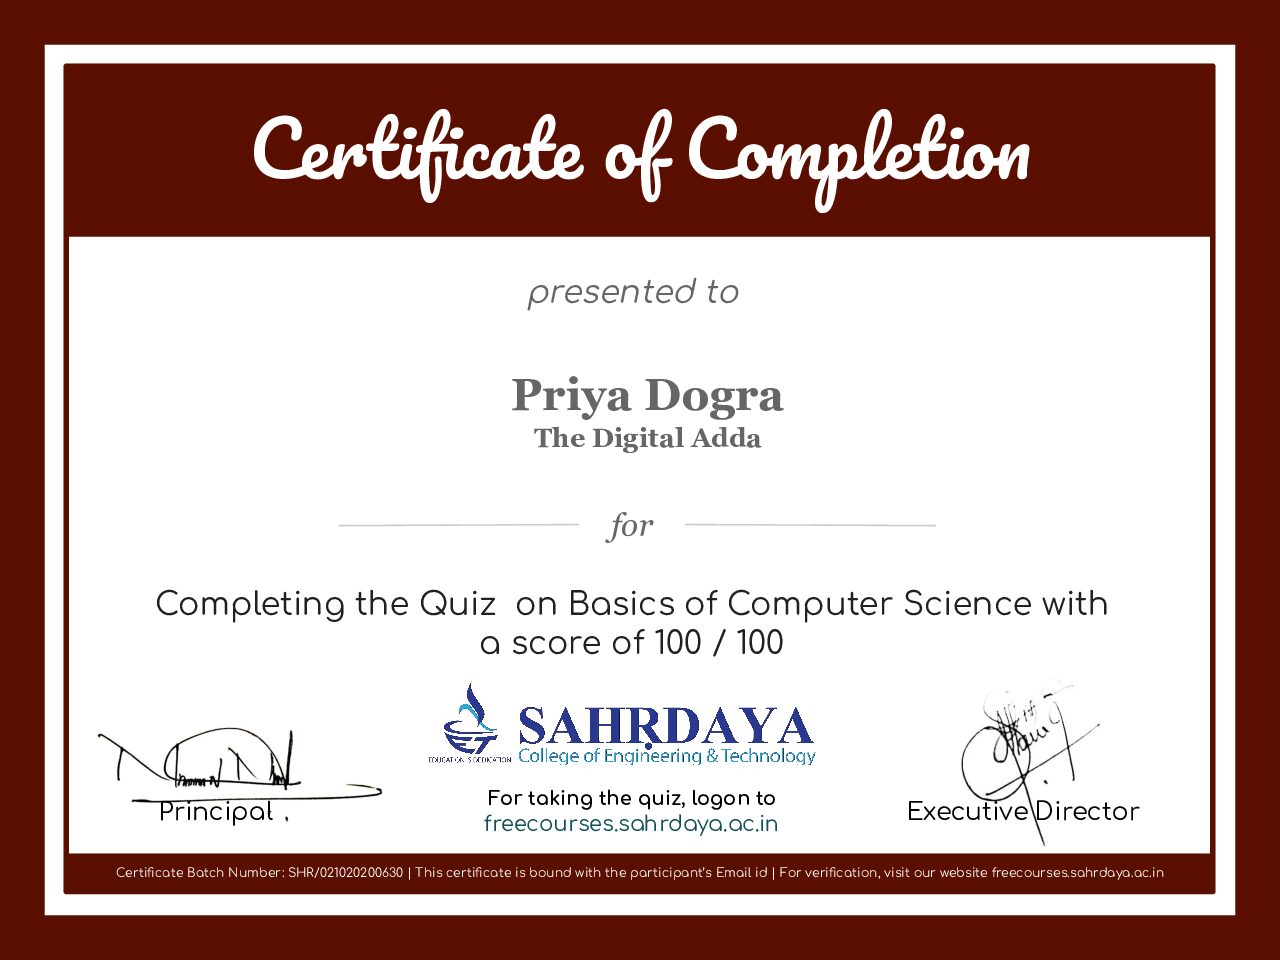 Certificate of Completion
presented to
Priya Dogra
The Digital Adda
for
Completing the Quiz  on Basics of Computer Science with
a score of 100 / 100
SAHRDAYA
EDUCATION IS DEDICATION
College of Engineering & Technology
Principal
For taking the quiz, logon to
freecourses.sahrdaya.ac.in
Executive Director
Certificate Batch Number: SHR/021020200630 | This certificate is bound with the participant's Email id | For verification, visit our website freecourses.sahrdaya.ac.in